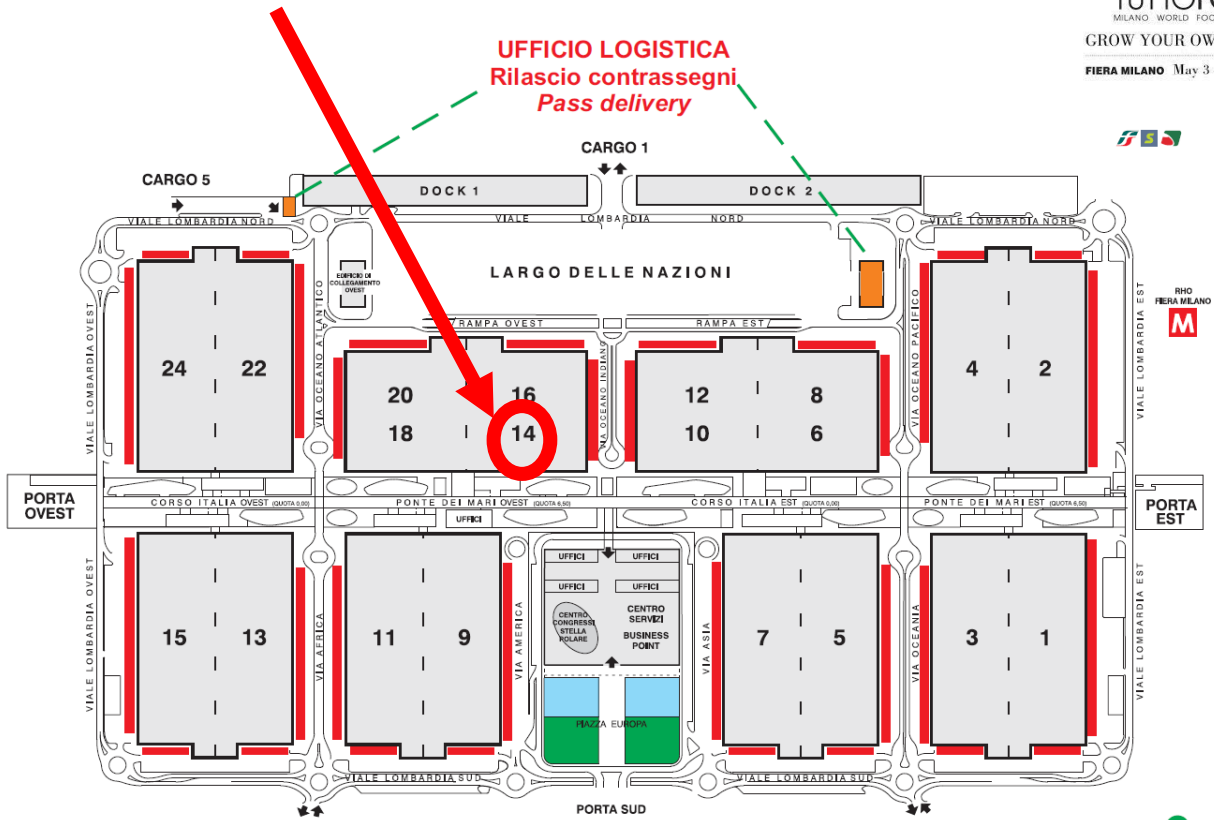 MILANO WORLD FOO
GROW YOUR OW
FIERA MILANO May 3
UFFICIO LOGISTICA
Rilascio contrassegni
Pass delivery
CARGO 1
CARGO 5
DOCK 1
DOCK 2
VIALE LOMBARDIA NORD
VIALE LOMBARDIA NORD
VIALE LOMBARDIA NORD
EDIFICIO DI
COLLEGAMENTO
OVEST
LARGO DELLE NAZIONI
RHO
FIERA MILANO
M
RAMPA OVEST
RAMPA EST
VIALE LOMBARDIA OVEST
VIA OCEANO ATLANTICO
VIA OCEANO INDIANO
VIA OCEANO PACIFICO
VIALE LOMBARDIA EST
24
22
20
16
18
14
12
8
10
6
4
2
PORTA
OVEST
CORSO ITALIA OVEST (QUOTA 0,00)
PONTE DEI MARI OVEST (QUOTA 6,50)
CORSO ITALIA EST (QUOTA 0,00)
PONTE DEI MARI EST (QUOTA 6,50)
PORTA
EST
UFFICI
UFFICI
UFFICI
UFFICI
UFFICI
CENTRO
CONGRESSI
STELLA
POLARE
CENTRO
SERVIZI
BUSINESS
POINT
VIALE LOMBARDIA OVEST
VIA AFRICA
VIA AMERICA
VIA ASIA
VIA OCEANIA
VIALE LOMBARDIA EST
15
13
11
9
7
5
3
1
PIAZZA EUROPA
VIALE LOMBARDIA SUD
VIALE LOMBARDIA SUD
PORTA SUD